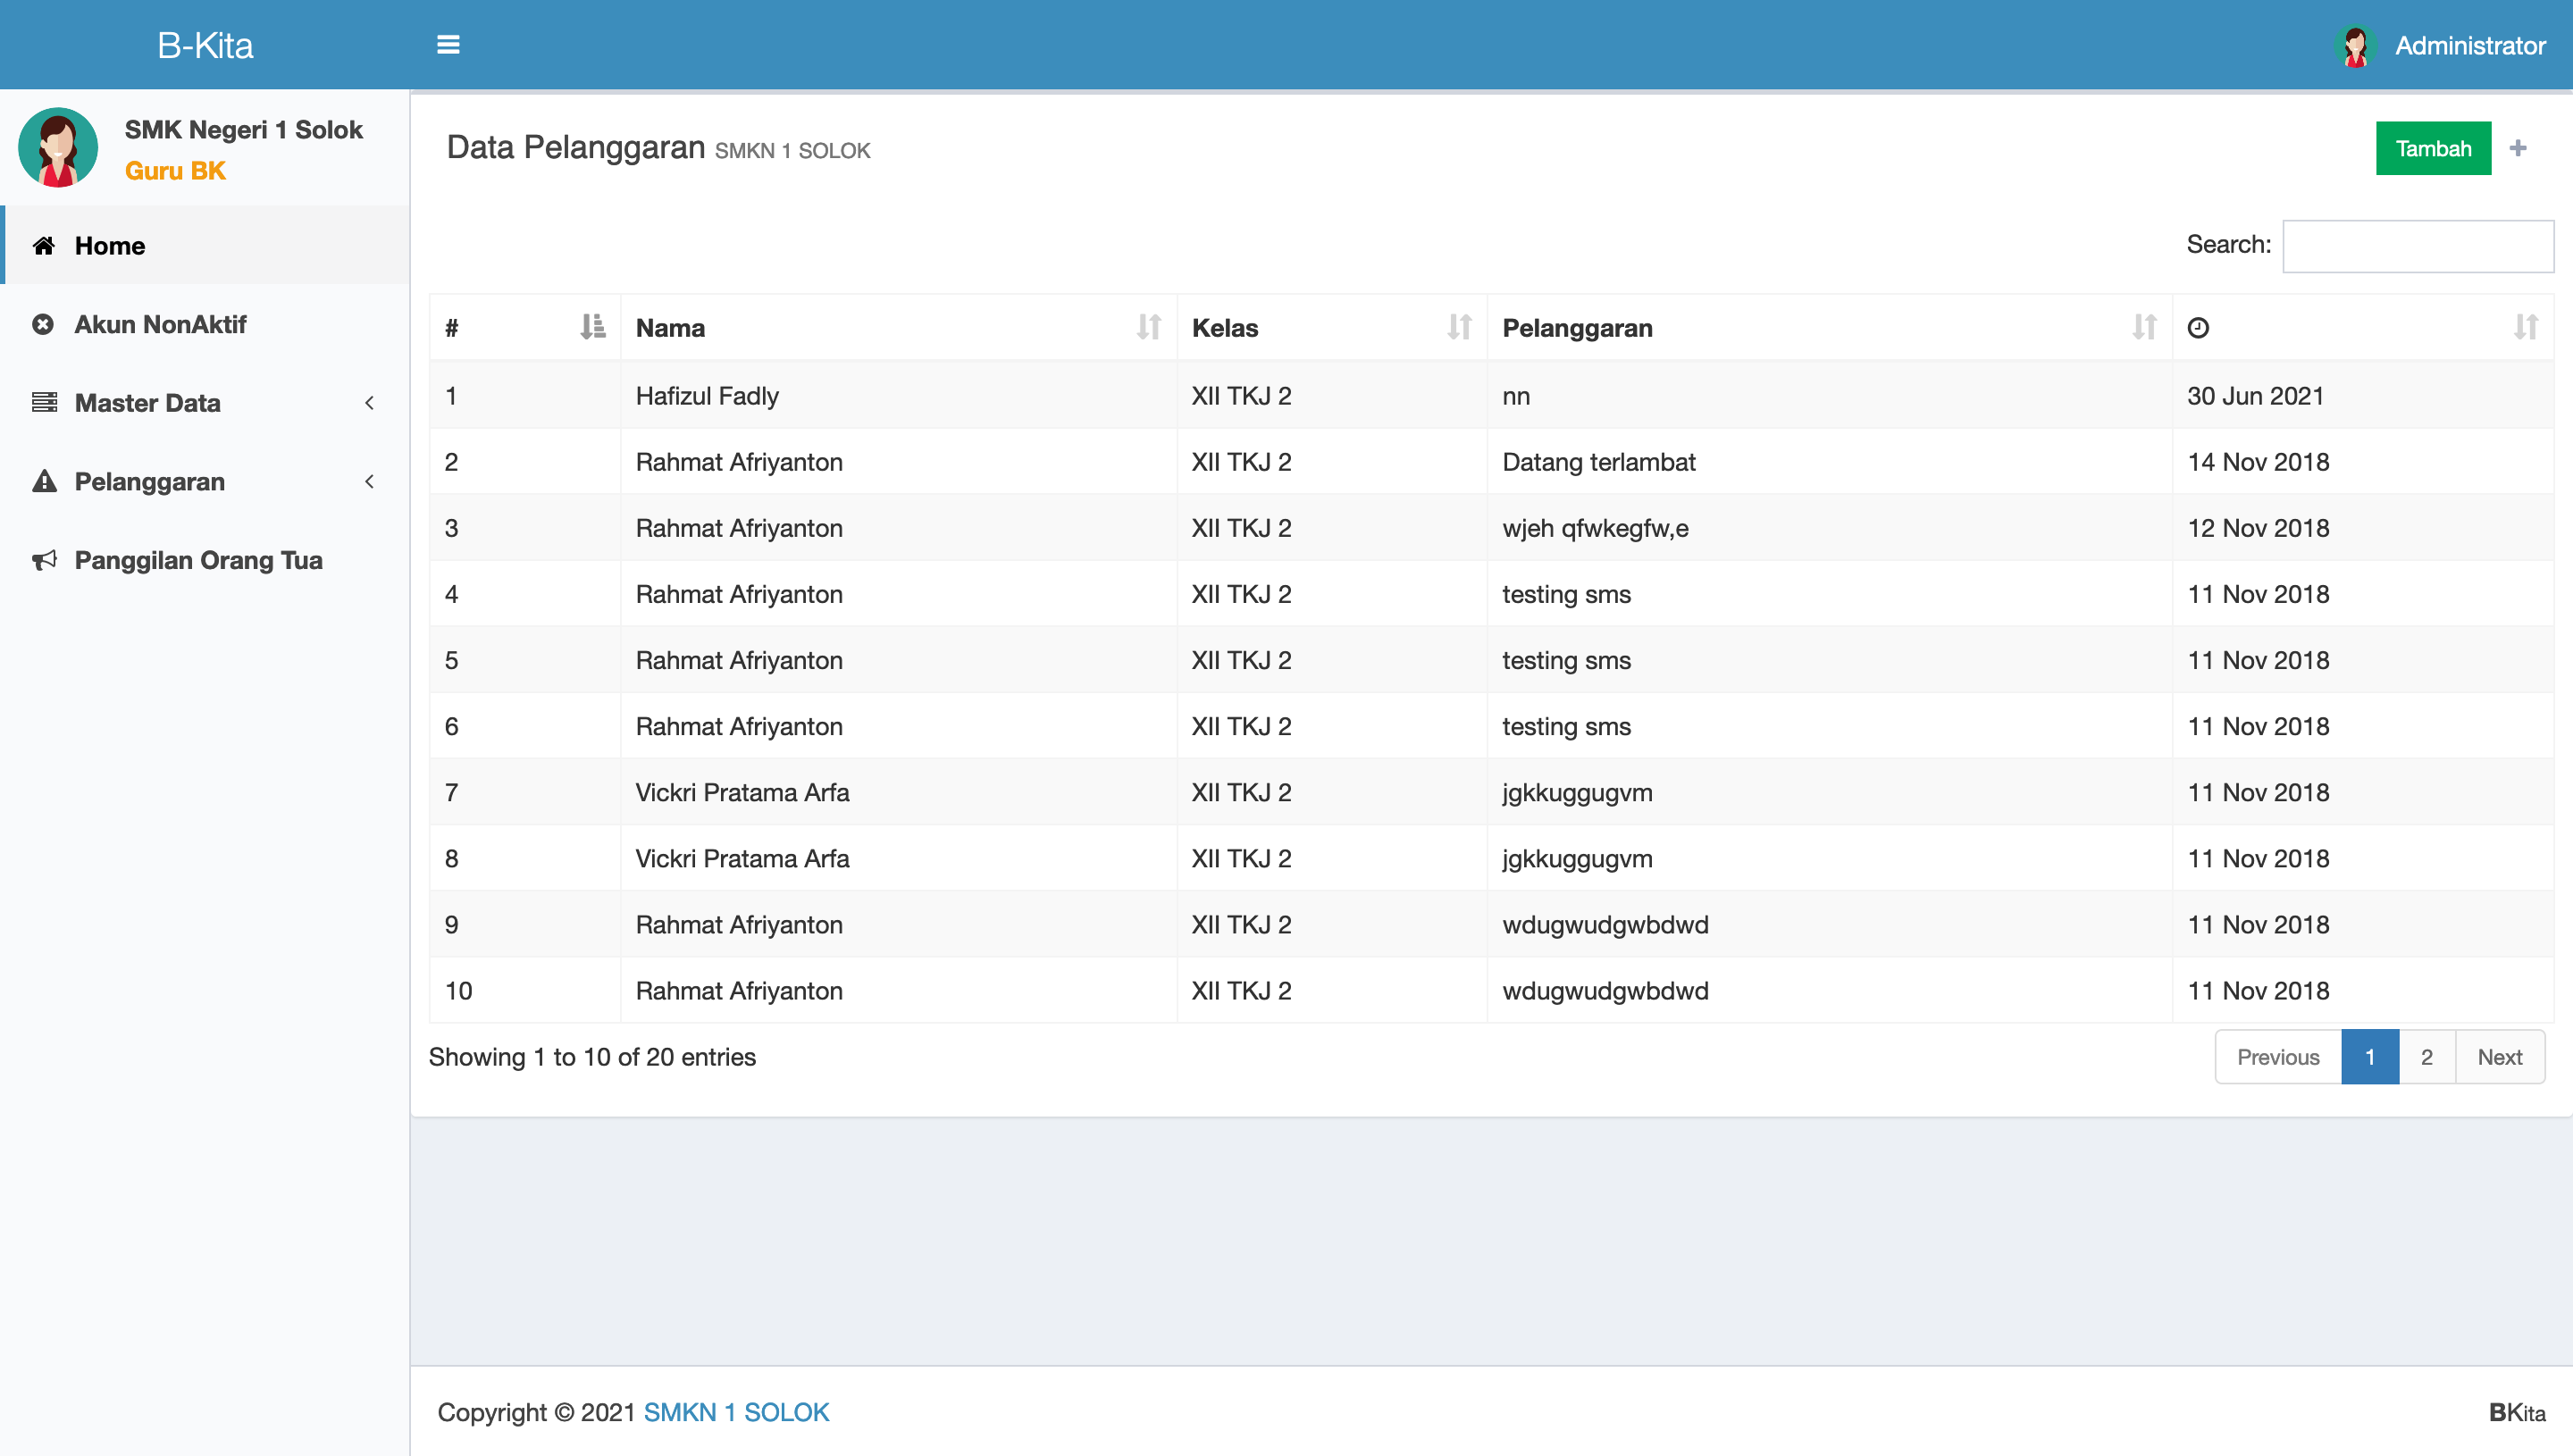 B-Kita
Administrator
SMK Negeri 1 Solok
Guru BK
Home
Akun NonAktif
Master Data
Pelanggaran
Panggilan Orang Tua
Data Pelanggaran SMKN 1 SOLOK
Tambah
Search:
# Nama Kelas Pelanggaran
1 Hafizul Fadly XII TKJ 2 nn 30 Jun 2021
2 Rahmat Afriyanton XII TKJ 2 Datang terlambat 14 Nov 2018
3 Rahmat Afriyanton XII TKJ 2 wjeh qfwkegfw,e 12 Nov 2018
4 Rahmat Afriyanton XII TKJ 2 testing sms 11 Nov 2018
5 Rahmat Afriyanton XII TKJ 2 testing sms 11 Nov 2018
6 Rahmat Afriyanton XII TKJ 2 testing sms 11 Nov 2018
7 Vickri Pratama Arfa XII TKJ 2 jgkkuggugvm 11 Nov 2018
8 Vickri Pratama Arfa XII TKJ 2 jgkkuggugvm 11 Nov 2018
9 Rahmat Afriyanton XII TKJ 2 wdugwudgwbdwd 11 Nov 2018
10 Rahmat Afriyanton XII TKJ 2 wdugwudgwbdwd 11 Nov 2018
Showing 1 to 10 of 20 entries
Previous 1 2 Next
Copyright © 2021 SMKN 1 SOLOK
BKita